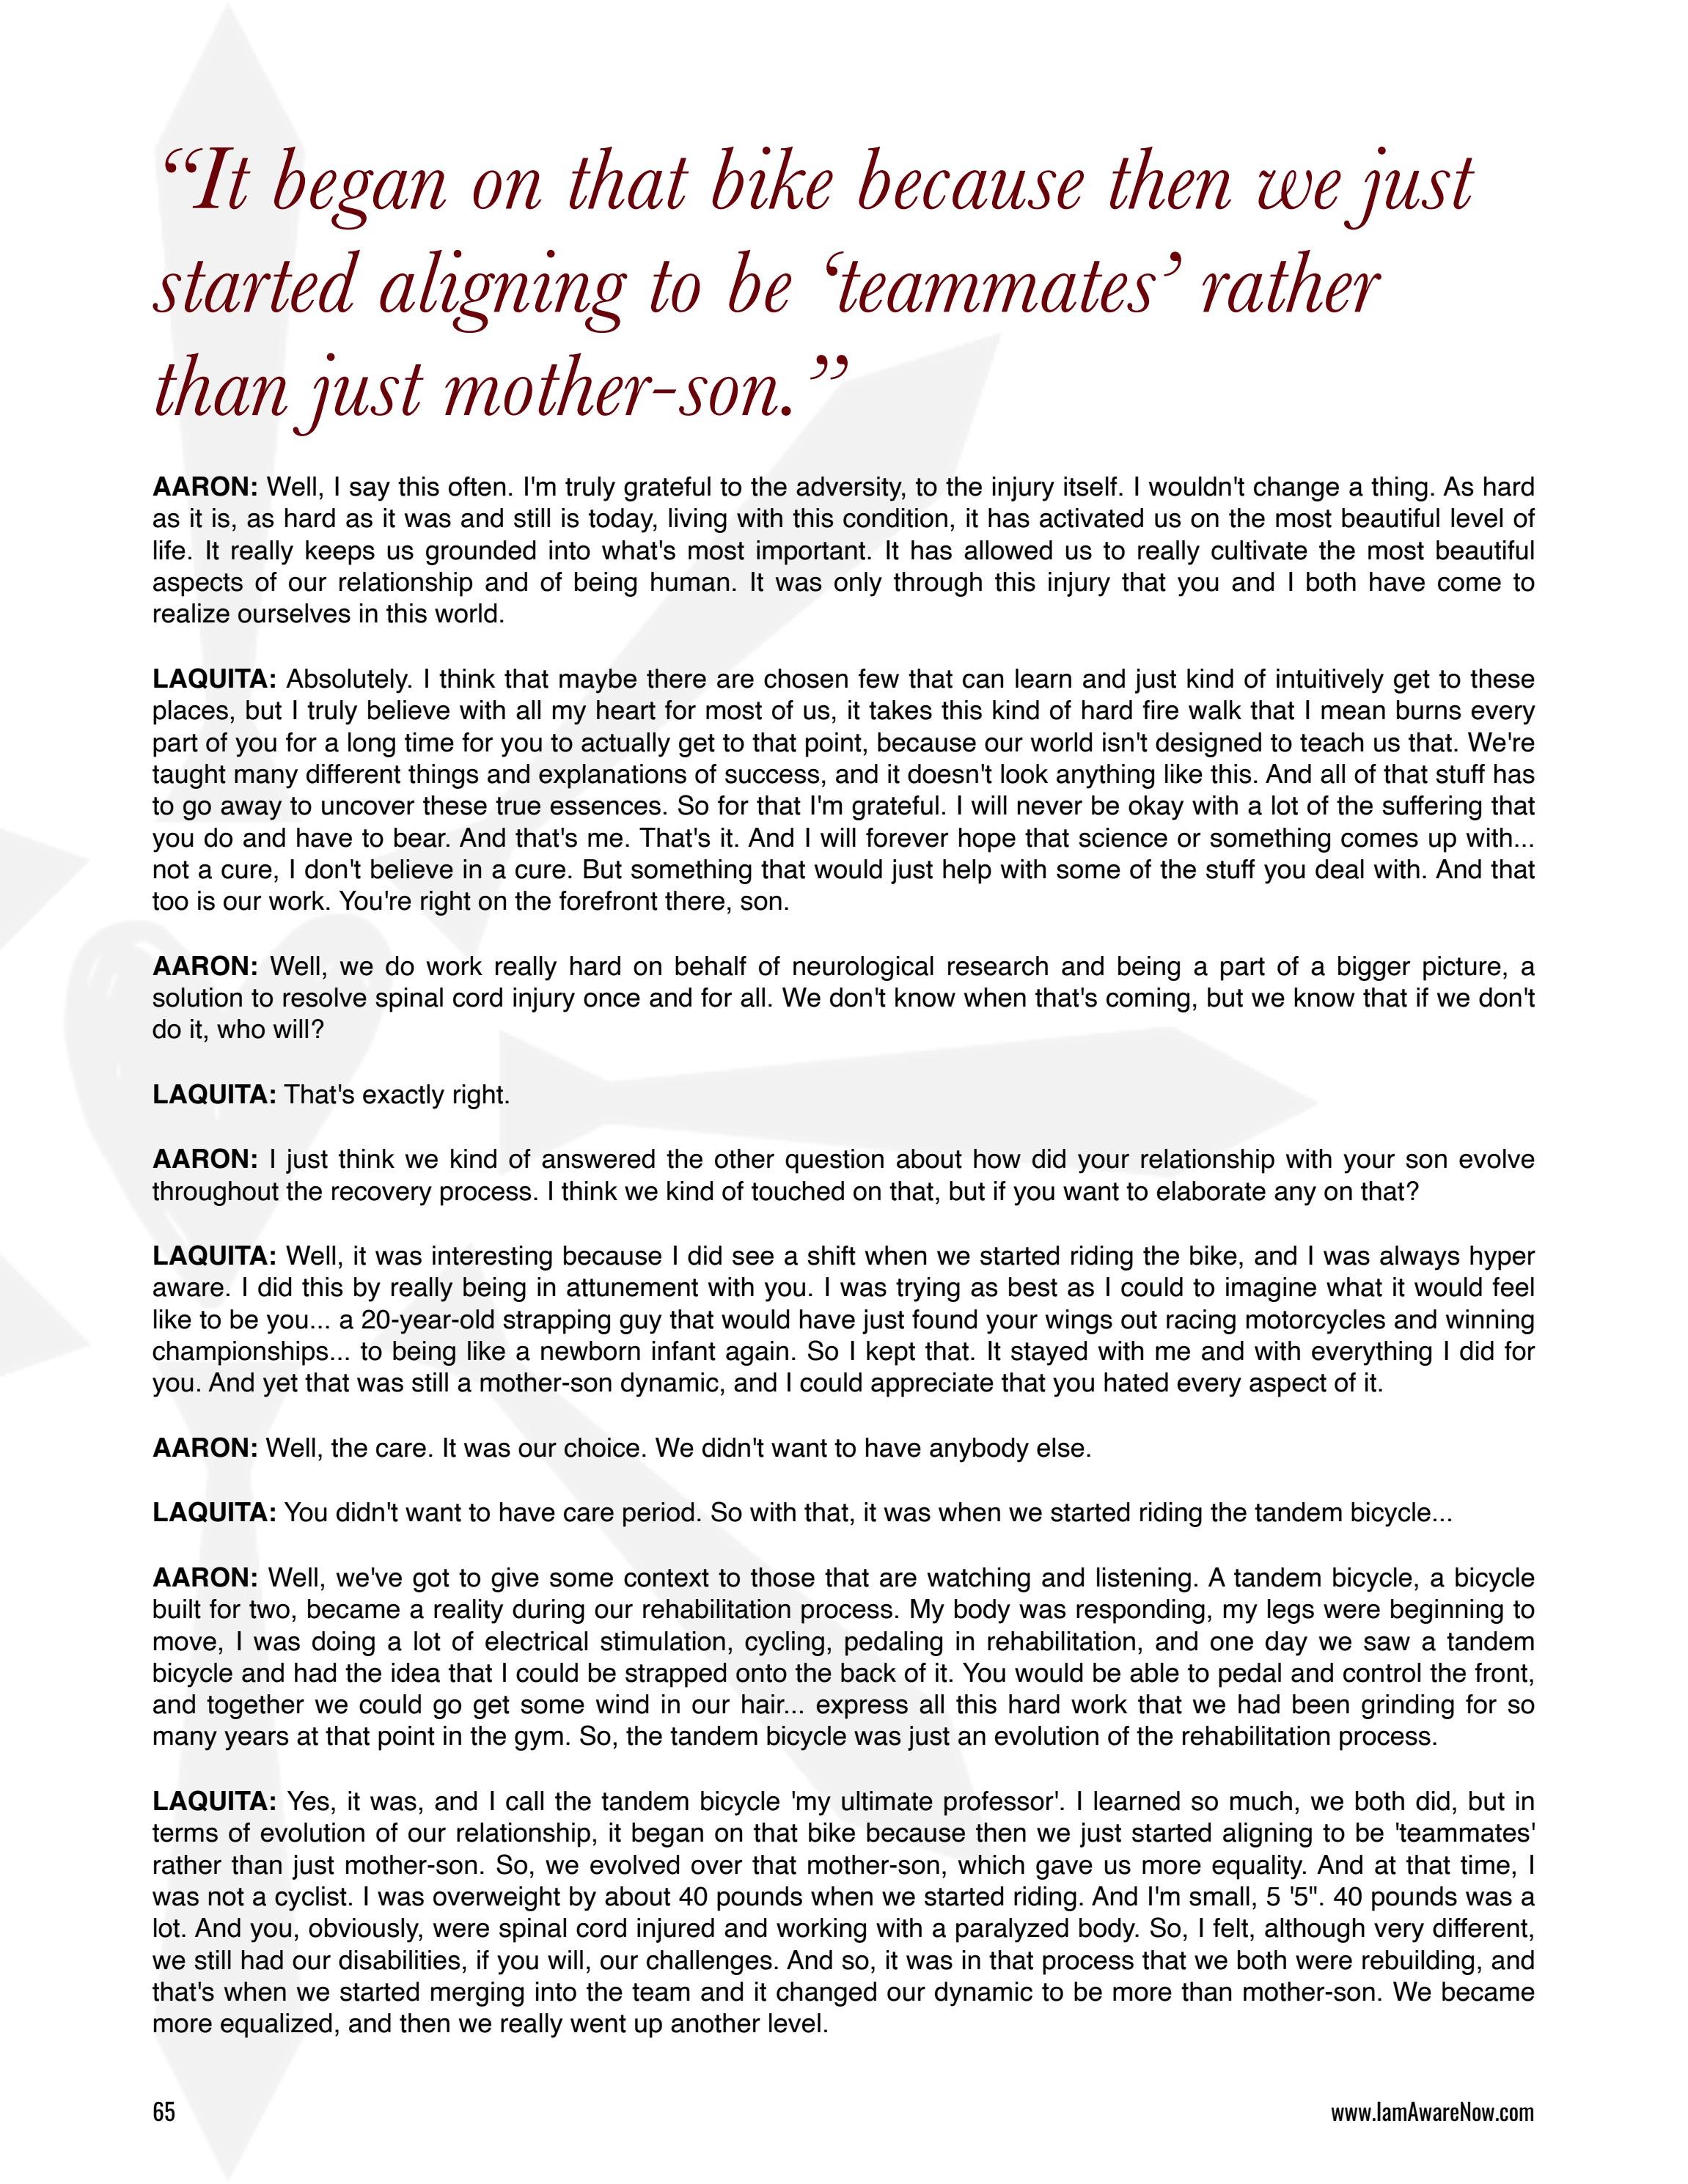 “It began on that bike because then we just
started aligning to be ‘teammates’ rather
than just mother-son.”
AARON: Well, I say this often. I'm truly grateful to the adversity, to the injury itself. I wouldn't change a thing. As hard
as it is, as hard as it was and still is today, living with this condition, it has activated us on the most beautiful level of
life. It really keeps us grounded into what's most important. It has allowed us to really cultivate the most beautiful
aspects of our relationship and of being human. It was only through this injury that you and I both have come to
realize ourselves in this world.
LAQUITA: Absolutely. I think that maybe there are chosen few that can learn and just kind of intuitively get to these
places, but I truly believe with all my heart for most of us, it takes this kind of hard fire walk that I mean burns every
part of you for a long time for you to actually get to that point, because our world isn't designed to teach us that. We're
taught many different things and explanations of success, and it doesn't look anything like this. And all of that stuff has
to go away to uncover these true essences. So for that I'm grateful. I will never be okay with a lot of the suffering that
you do and have to bear. And that's me. That's it. And I will forever hope that science or something comes up with...
not a cure, I don't believe in a cure. But something that would just help with some of the stuff you deal with. And that
too is our work. You're right on the forefront there, son.
AARON: Well, we do work really hard on behalf of neurological research and being a part of a bigger picture, a
solution to resolve spinal cord injury once and for all. We don't know when that's coming, but we know that if we don't
do it, who will?
LAQUITA: That's exactly right.
AARON: I just think we kind of answered the other question about how did your relationship with your son evolve
throughout the recovery process. I think we kind of touched on that, but if you want to elaborate any on that?
LAQUITA: Well, it was interesting because I did see a shift when we started riding the bike, and I was always hyper
aware. I did this by really being in attunement with you. I was trying as best as I could to imagine what it would feel
like to be you... a 20-year-old strapping guy that would have just found your wings out racing motorcycles and winning
championships... to being like a newborn infant again. So I kept that. It stayed with me and with everything I did for
you. And yet that was still a mother-son dynamic, and I could appreciate that you hated every aspect of it.
AARON: Well, the care. It was our choice. We didn't want to have anybody else.
LAQUITA: You didn't want to have care period. So with that, it was when we started riding the tandem bicycle...
AARON: Well, we've got to give some context to those that are watching and listening. A tandem bicycle, a bicycle
built for two, became a reality during our rehabilitation process. My body was responding, my legs were beginning to
move, I was doing a lot of electrical stimulation, cycling, pedaling in rehabilitation, and one day we saw a tandem
bicycle and had the idea that I could be strapped onto the back of it. You would be able to pedal and control the front,
and together we could go get some wind in our hair... express all this hard work that we had been grinding for so
many years at that point in the gym. So, the tandem bicycle was just an evolution of the rehabilitation process.
LAQUITA: Yes, it was, and I call the tandem bicycle 'my ultimate professor'. I learned so much, we both did, but in
terms of evolution of our relationship, it began on that bike because then we just started aligning to be 'teammates'
rather than just mother-son. So, we evolved over that mother-son, which gave us more equality. And at that time, I
was not a cyclist. I was overweight by about 40 pounds when we started riding. And I'm small, 5 '5". 40 pounds was a
lot. And you, obviously, were spinal cord injured and working with a paralyzed body. So, I felt, although very different,
we still had our disabilities, if you will, our challenges. And so, it was in that process that we both were rebuilding, and
that's when we started merging into the team and it changed our dynamic to be more than mother-son. We became
more equalized, and then we really went up another level.
65
www.IamAwareNow.com